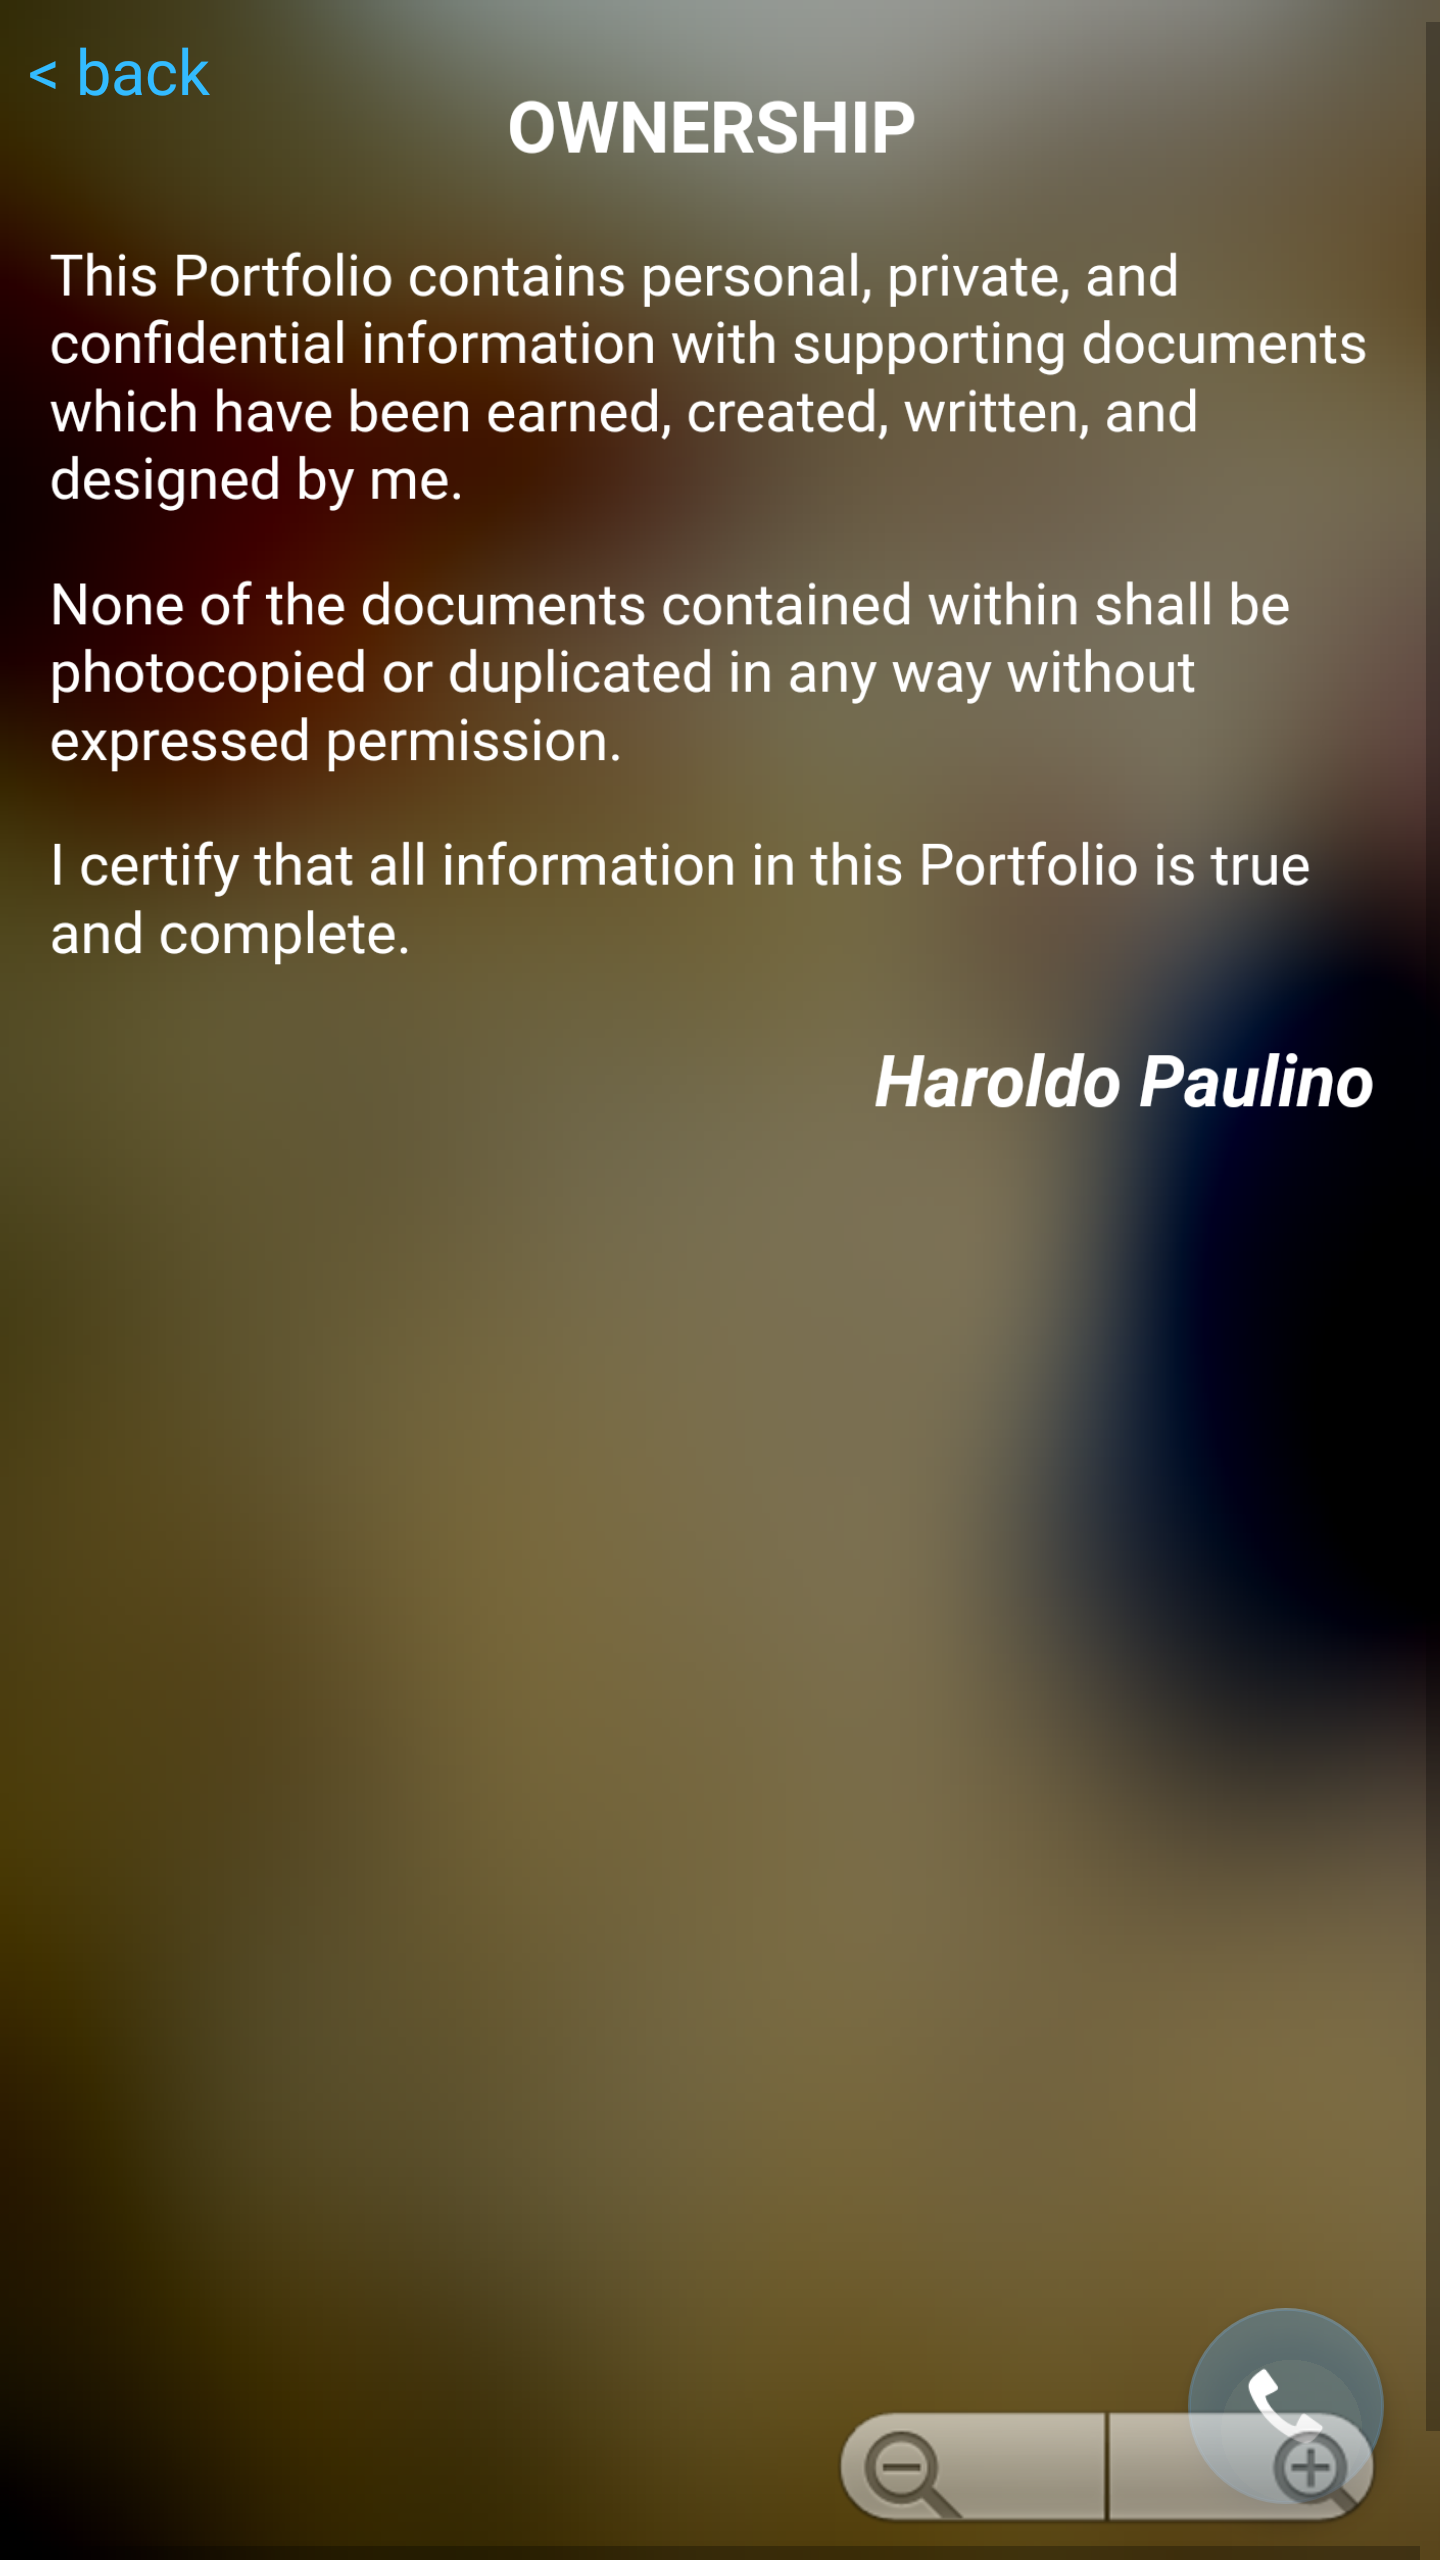 < back
OWNERSHIP
This Portfolio contains personal, private, and
confidential information with supporting documents
which have been earned, created, written, and
designed by me.
None of the documents contained within shall be
photocopied or duplicated in any way without
expressed permission.
I certify that all information in this Portfolio is true
and complete.
Haroldo Paulino